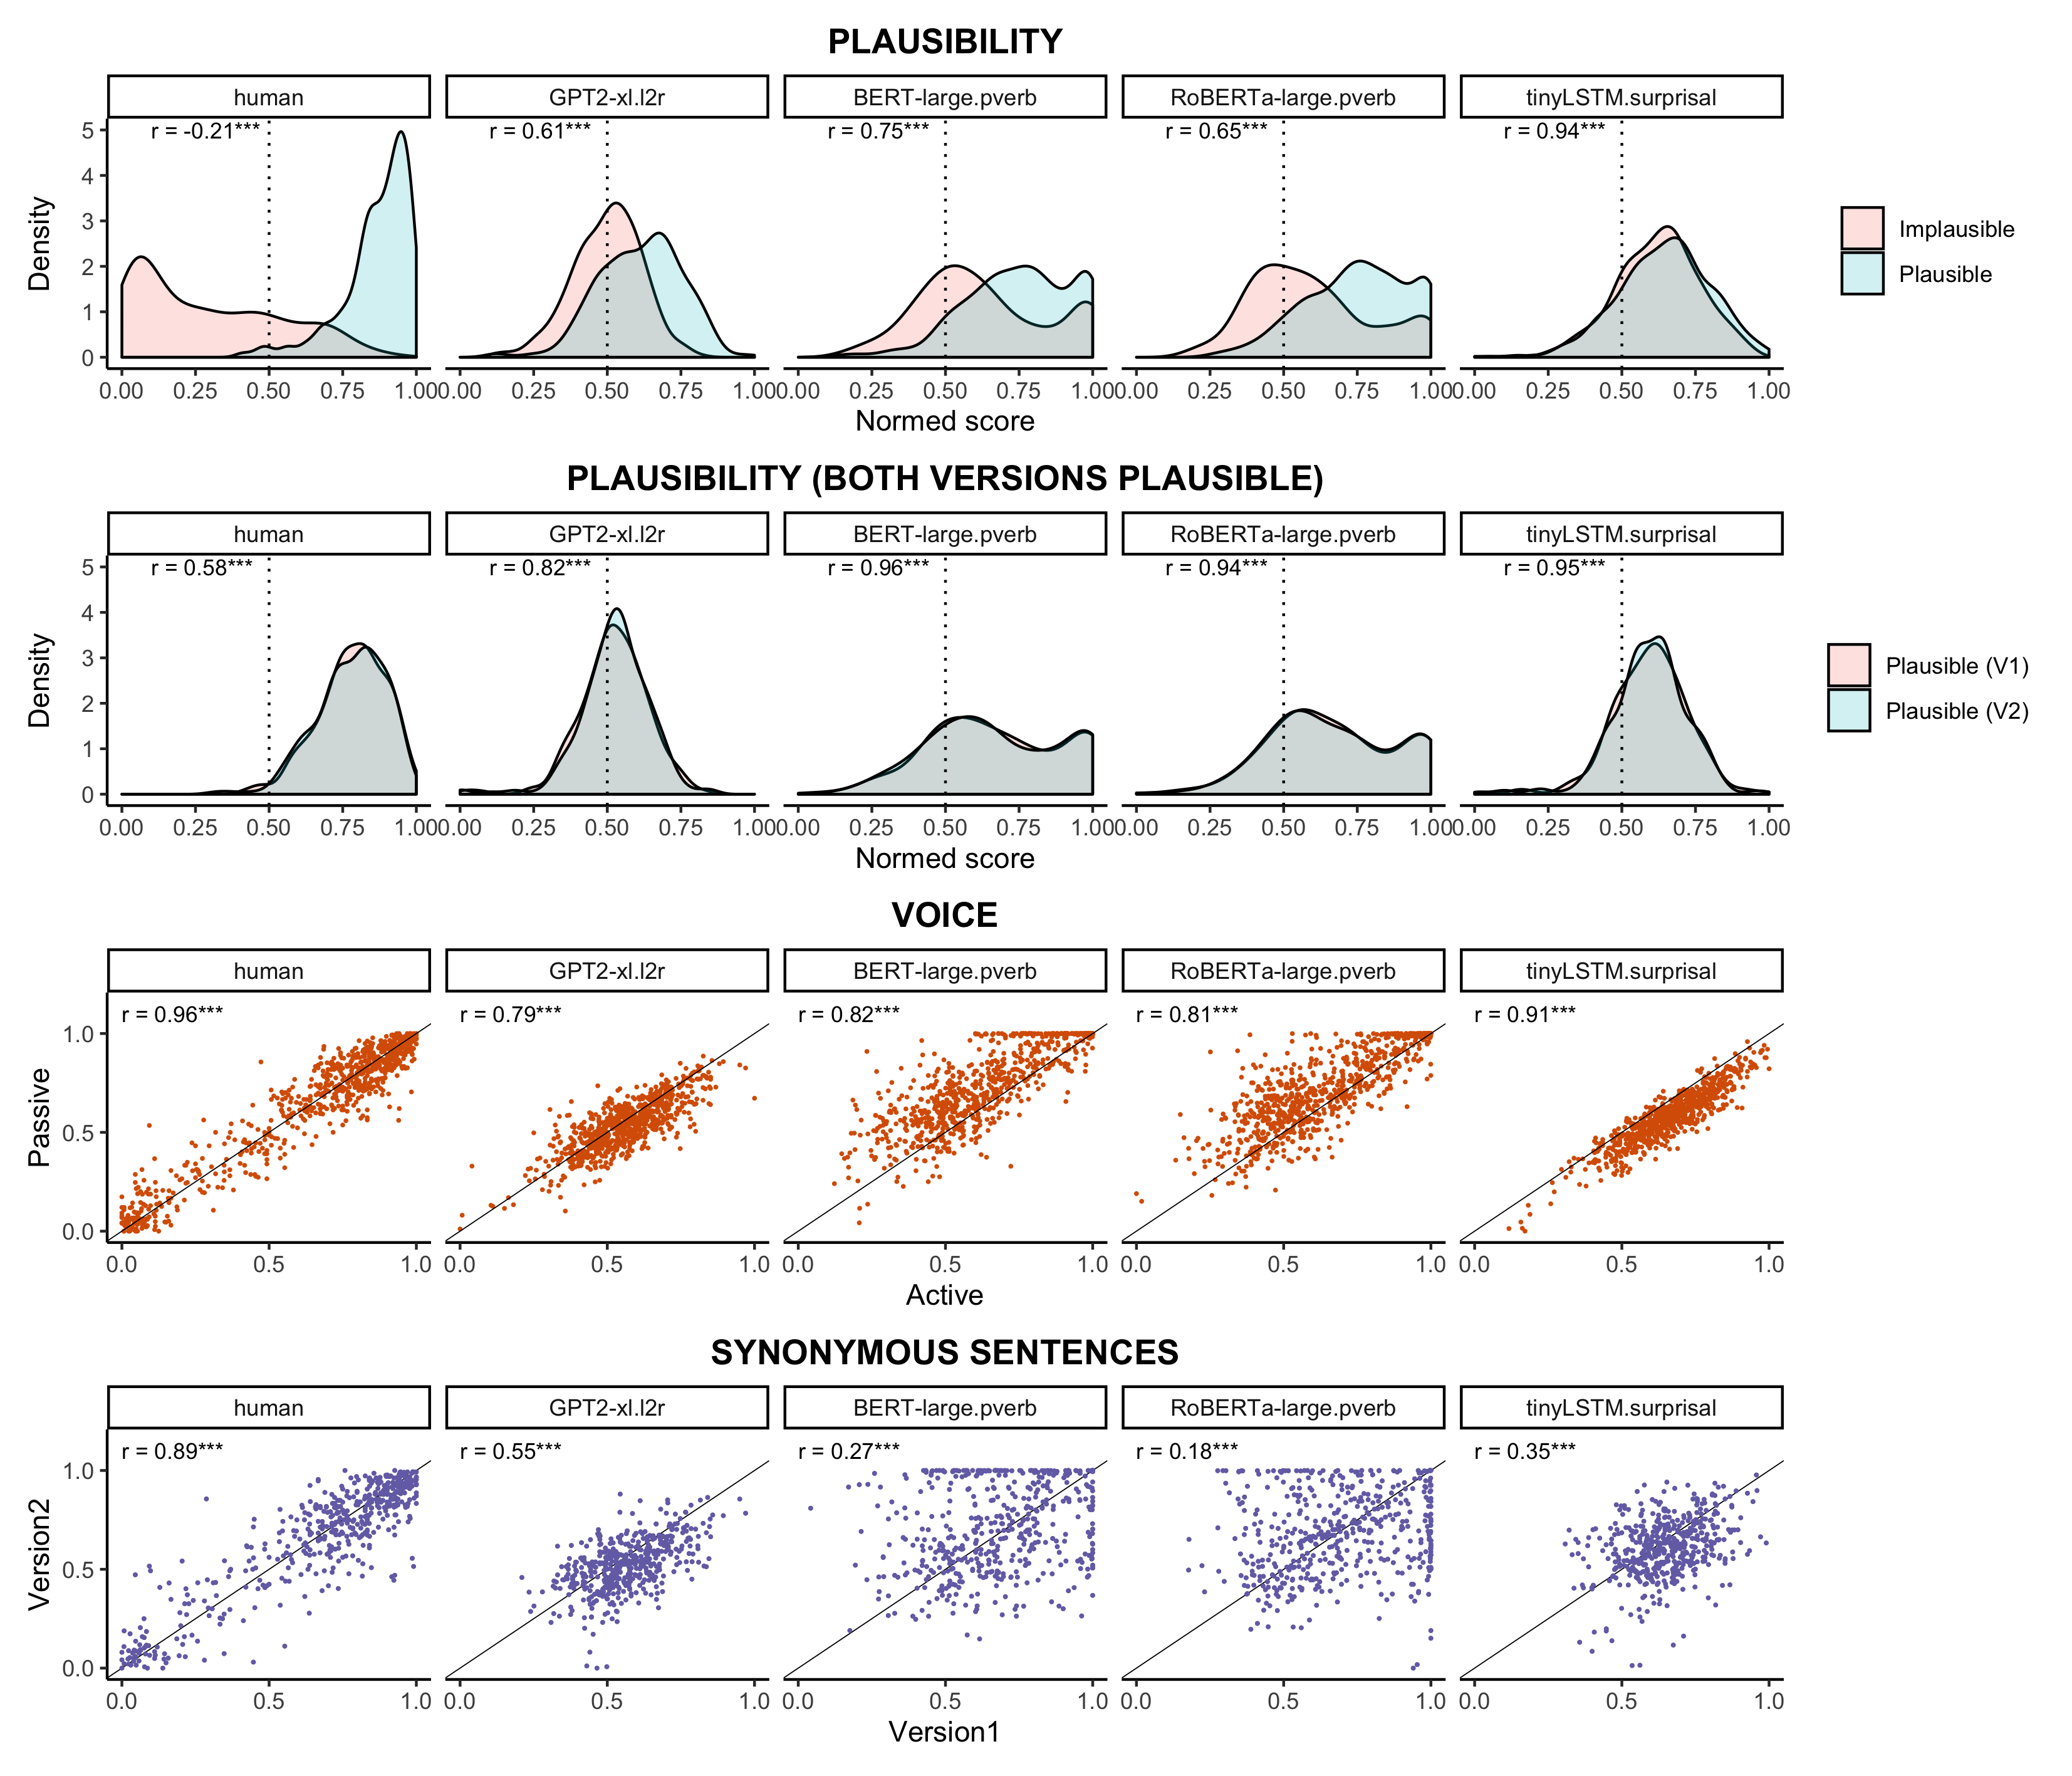 PLAUSIBILITY
human GPT2-xl.l2r BERT-large.pverb RoBERTa-large.pverb tinyLSTM.surprisal
r = -0.21*** r = 0.61*** r = 0.75*** r = 0.65*** r = 0.94***
5
4
3
2
1
0
Density
Implausible
Plausible
0.00 0.25 0.50 0.75 1.00 0.00 0.25 0.50 0.75 1.00 0.00 0.25 0.50 0.75 1.00 0.00 0.25 0.50 0.75 1.00 0.00 0.25 0.50 0.75 1.00
Normed score
PLAUSIBILITY (BOTH VERSIONS PLAUSIBLE)
human GPT2-xl.l2r BERT-large.pverb RoBERTa-large.pverb tinyLSTM.surprisal
r = 0.58*** r = 0.82*** r = 0.96*** r = 0.94*** r = 0.95***
5
4
3
2
1
0
Density
Plausible (V1)
Plausible (V2)
0.00 0.25 0.50 0.75 1.00 0.00 0.25 0.50 0.75 1.00 0.00 0.25 0.50 0.75 1.00 0.00 0.25 0.50 0.75 1.00 0.00 0.25 0.50 0.75 1.00
Normed score
VOICE
human GPT2-xl.l2r BERT-large.pverb RoBERTa-large.pverb tinyLSTM.surprisal
r = 0.96*** r = 0.79*** r = 0.82*** r = 0.81*** r = 0.91***
1.0
0.5
0.0
Passive
0.0 0.5 1.0 0.0 0.5 1.0 0.0 0.5 1.0 0.0 0.5 1.0 0.0 0.5 1.0
Active
SYNONYMOUS SENTENCES
human GPT2-xl.l2r BERT-large.pverb RoBERTa-large.pverb tinyLSTM.surprisal
r = 0.89*** r = 0.55*** r = 0.27*** r = 0.18*** r = 0.35***
1.0
0.5
0.0
Version2
0.0 0.5 1.0 0.0 0.5 1.0 0.0 0.5 1.0 0.0 0.5 1.0 0.0 0.5 1.0
Version1